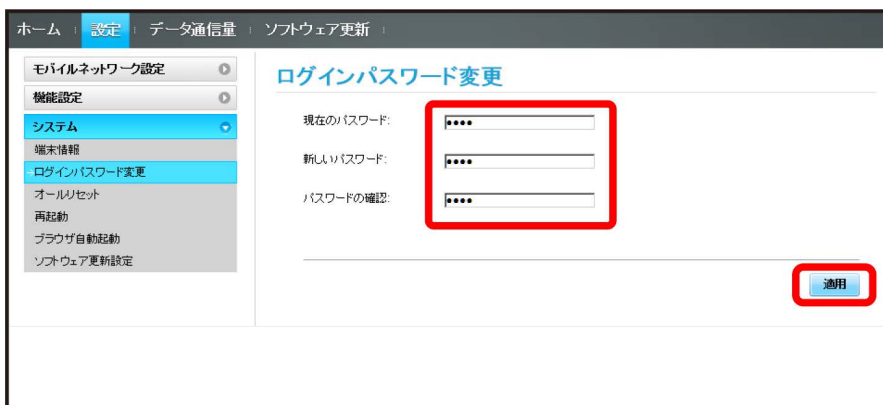 ホーム 設定 データ通信量 ソフトウェア更新
モバイルネットワーク設定
機能設定
システム
端末情報
ログインパスワード変更
オールリセット
再起動
ブラウザ自動起動
ソフトウェア更新設定
ログインパスワード変更
現在のパスワード: ••••
新しいパスワード: ••••
パスワードの確認: ••••
適用